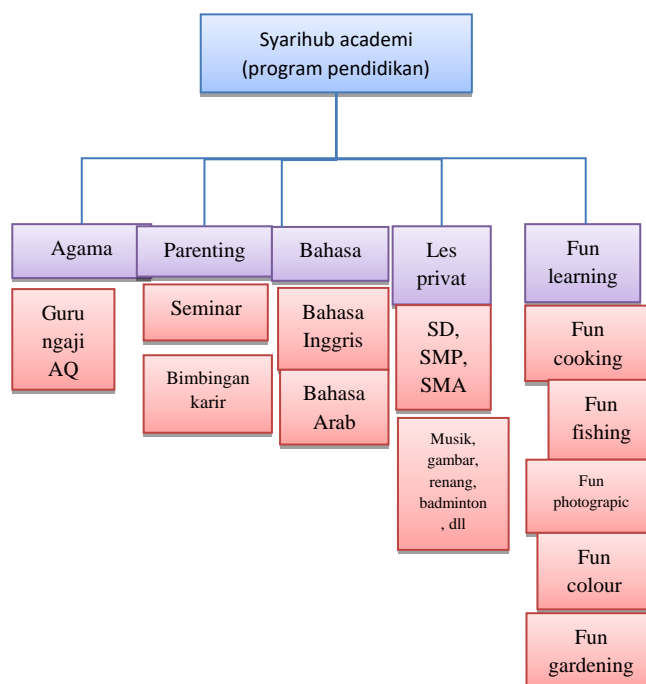 Syarihub academi
(program pendidikan)
Agama
Parenting
Bahasa
Les
privat
Fun
learning
Guru
ngaji
AQ
Seminar
Bimbingan
karir
Bahasa
Inggris
Bahasa
Arab
SD,
SMP,
SMA
Musik,
gambar,
renang,
badminton
, dll
Fun
cooking
Fun
fishing
Fun
photograpic
Fun
colour
Fun
gardening